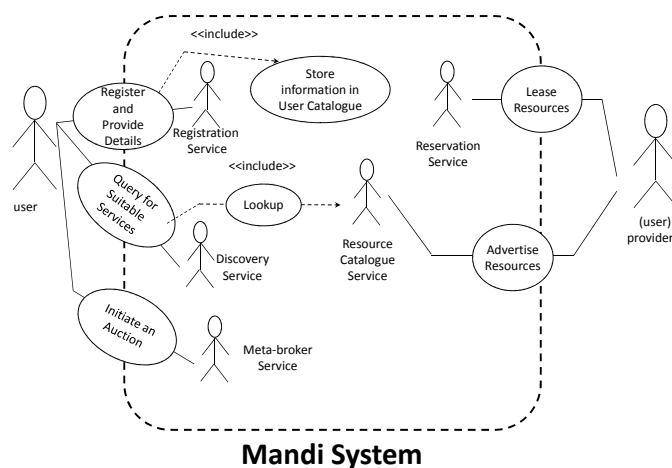 <<include>>
Register
and
Provide
Details
Store
information in
User Catalogue
Lease
Resources
Registration
Service
Reservation
Service
<<include>>
Query for
Suitable
Services
Lookup
user
(user)
provider
Resource
Catalogue
Service
Advertise
Resources
Discovery
Service
Initiate an
Auction
Meta-broker
Service
Mandi System